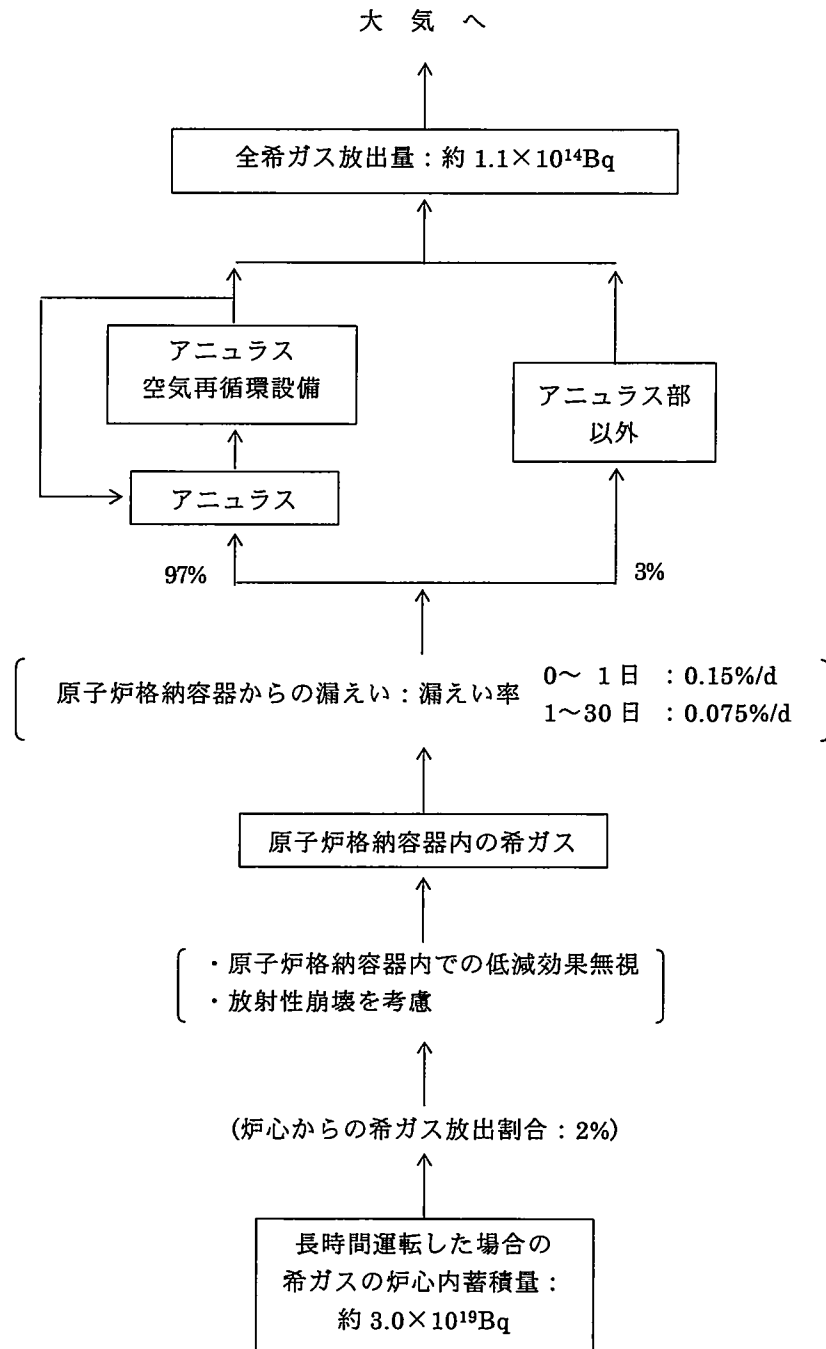 大 気 へ
全希ガス放出量：約 1.1×10¹⁴Bq
アニュラス
空気再循環設備
アニュラス部
以外
アニュラス
97%
3%
原子炉格納容器からの漏えい：漏えい率
0～ 1 日 ：0.15%/d
1～30 日 ：0.075%/d
原子炉格納容器内の希ガス
・原子炉格納容器内での低減効果無視
・放射性崩壊を考慮
(炉心からの希ガス放出割合：2%)
長時間運転した場合の
希ガスの炉心内蓄積量：
約 3.0×10¹⁹Bq